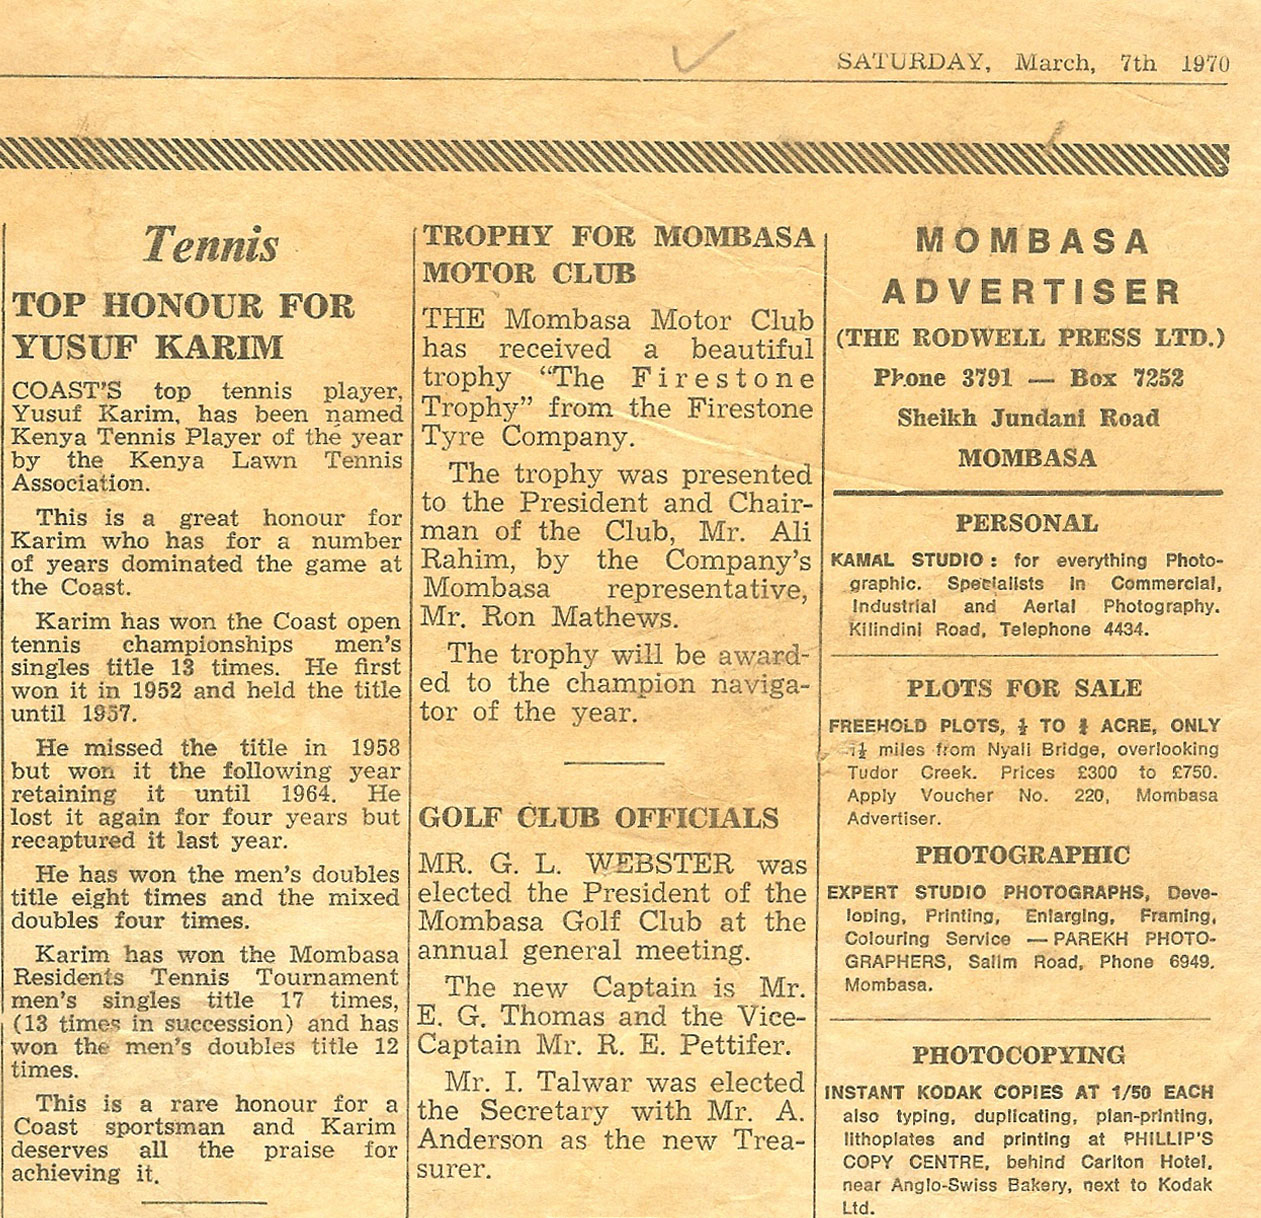 SATURDAY, March, 7th 1970
Tennis
TOP HONOUR FOR
YUSUF KARIM
COAST'S top tennis player,
Yusuf Karim, has been named
Kenya Tennis Player of the year
by the Kenya Lawn Tennis
Association.
This is a great honour for
Karim who has for a number
of years dominated the game at
the Coast.
Karim has won the Coast open
tennis championships men's
singles title 13 times. He first
won it in 1952 and held the title
until 1957.
He missed the title in 1958
but won it the following year
retaining it until 1964. He
lost it again for four years but
recaptured it last year.
He has won the men's doubles
title eight times and the mixed
doubles four times.
Karim has won the Mombasa
Residents Tennis Tournament
men's singles title 17 times,
(13 times in succession) and has
won the men's doubles title 12
times.
This is a rare honour for a
Coast sportsman and Karim
deserves all the praise for
achieving it.
TROPHY FOR MOMBASA
MOTOR CLUB
THE Mombasa Motor Club
has received a beautiful
trophy "The Firestone
Trophy" from the Firestone
Tyre Company.
The trophy was presented
to the President and Chair-
man of the Club, Mr. Ali
Rahim, by the Company's
Mombasa representative,
Mr. Ron Mathews.
The trophy will be award-
ed to the champion naviga-
tor of the year.
GOLF CLUB OFFICIALS
MR. G. L. WEBSTER was
elected the President of the
Mombasa Golf Club at the
annual general meeting.
The new Captain is Mr.
E. G. Thomas and the Vice-
Captain Mr. R. E. Pettifer.
Mr. I. Talwar was elected
the Secretary with Mr. A.
Anderson as the new Trea-
surer.
MOMBASA
ADVERTISER
(THE RODWELL PRESS LTD.)
Phone 3791 — Box 7252
Sheikh Jundani Road
MOMBASA
PERSONAL
KAMAL STUDIO: for everything Photo-
graphic. Specialists in Commercial,
Industrial and Aerial Photography.
Kilindini Road, Telephone 4434.
PLOTS FOR SALE
FREEHOLD PLOTS, TO ACRE, ONLY
miles from Nyali Bridge, overlooking
Tudor Creek. Prices £300 to £750.
Apply Voucher No. 220, Mombasa
Advertiser.
PHOTOGRAPHIC
EXPERT STUDIO PHOTOGRAPHS, Deve-
loping, Printing, Enlarging, Framing,
Colouring Service — PAREKH PHOTO-
GRAPHERS, Salim Road, Phone 6949.
Mombasa.
PHOTOCOPYING
INSTANT KODAK COPIES AT 1/50 EACH
also typing, duplicating, plan-printing,
lithoplates and printing at PHILLIP'S
COPY CENTRE, behind Carlton Hotel,
near Anglo-Swiss Bakery, next to Kodak
Ltd.